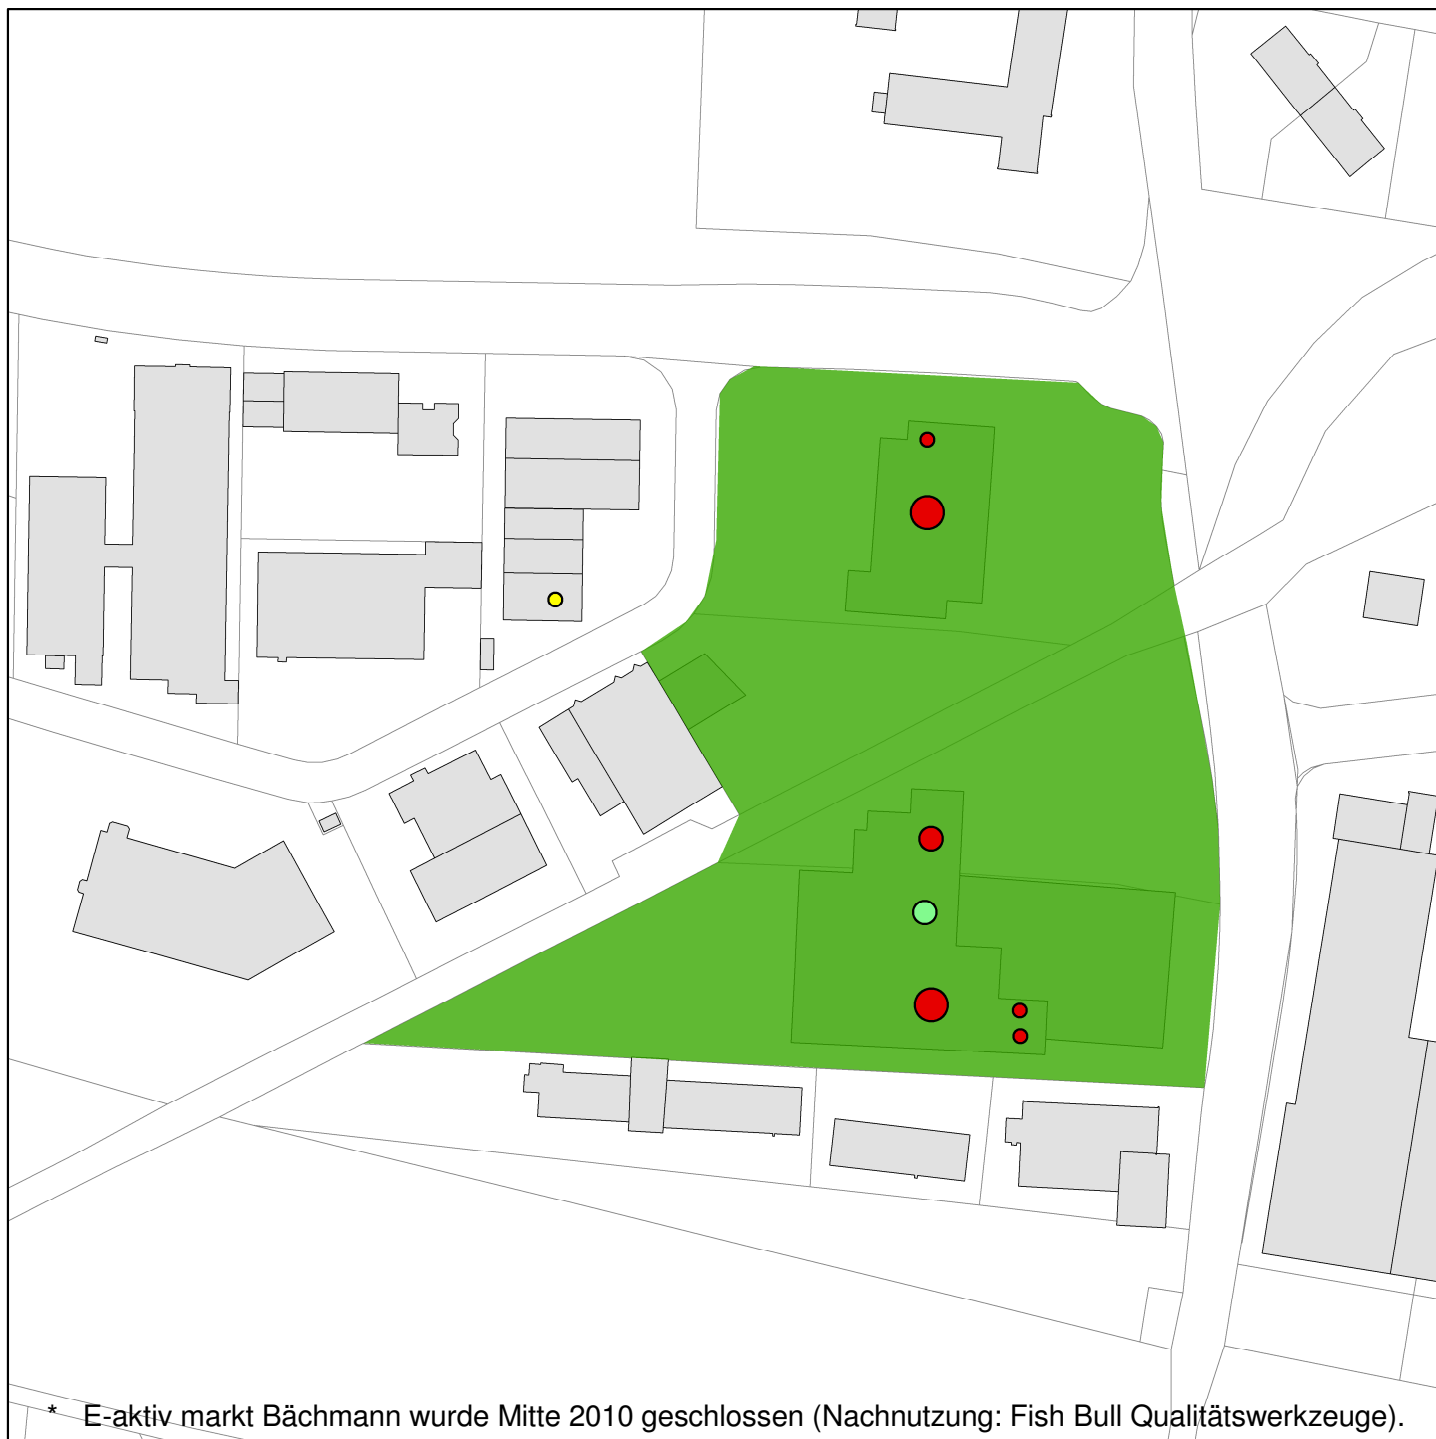 * E-aktiv markt Bächmann wurde Mitte 2010 geschlossen (Nachnutzung: Fish Bull Qualitätswerkzeuge).